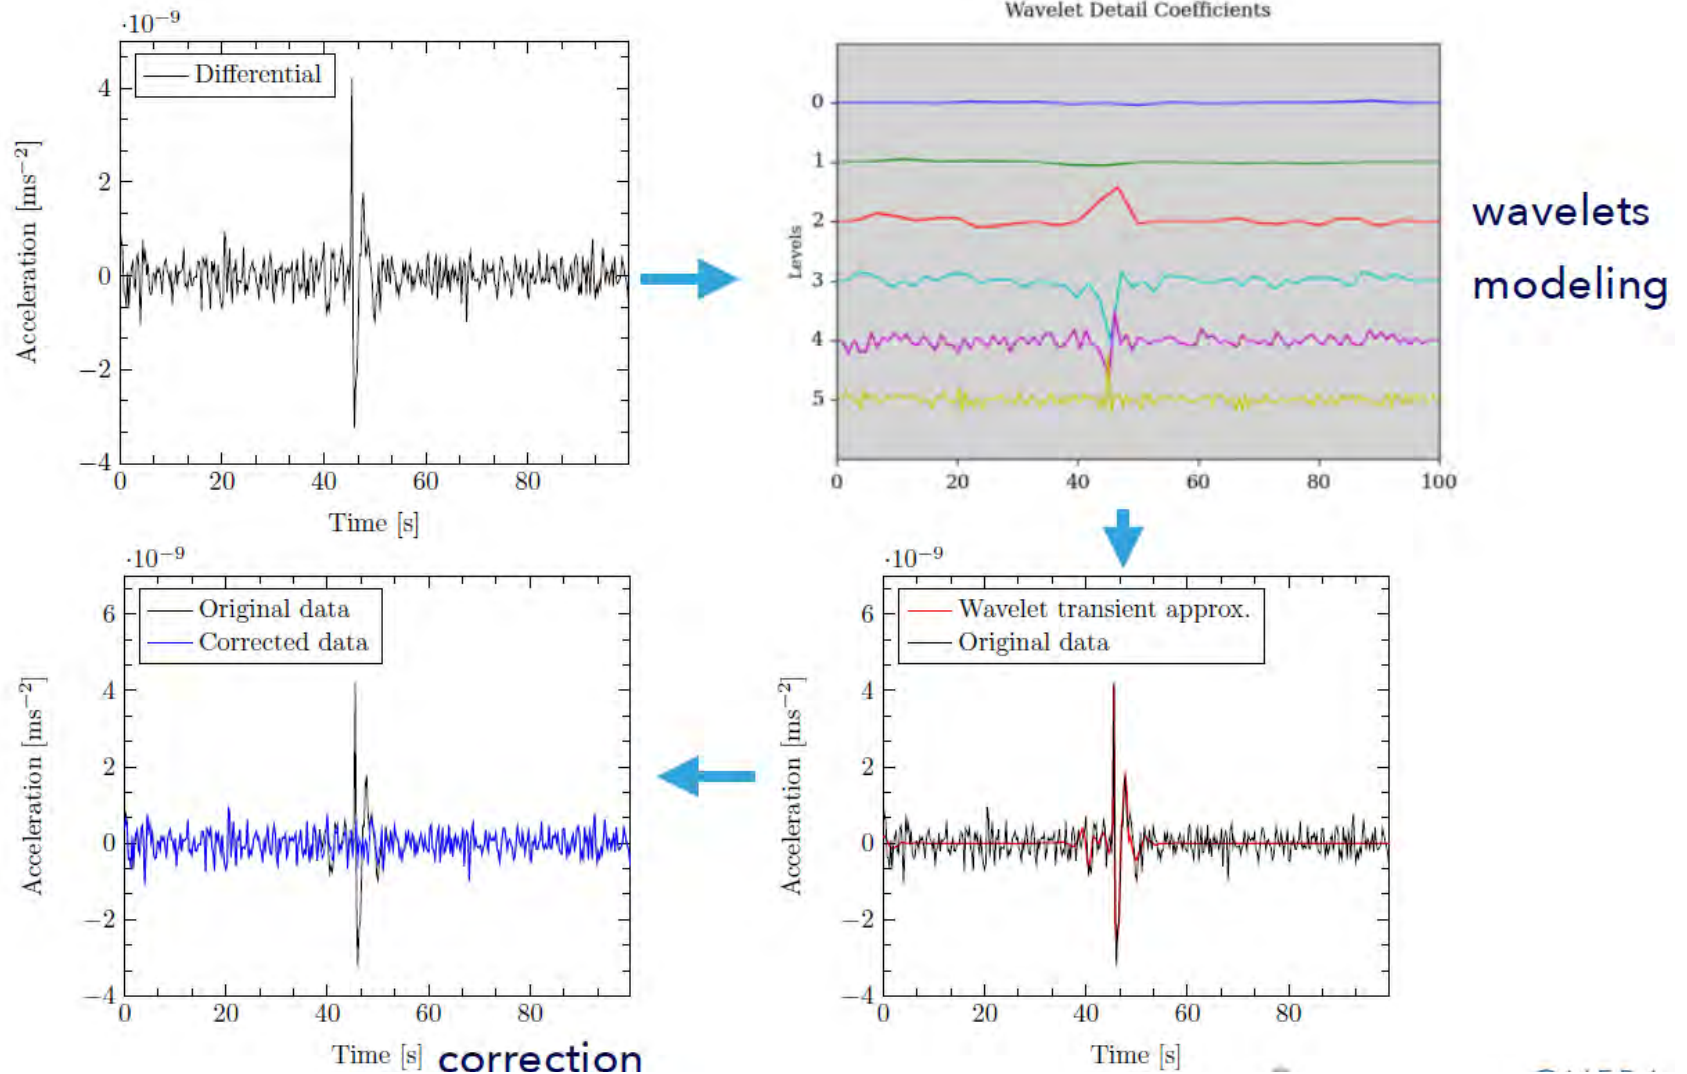 ·10−9
Differential
4
2
0
−2
−4
Acceleration [ms−2]
0 20 40 60 80
Time [s]
Wavelet Detail Coefficients
0
1
2
3
4
5
Levels
0 20 40 60 80 100
wavelets
modeling
·10−9
Original data
Corrected data
6
4
2
0
−2
−4
Acceleration [ms−2]
0 20 40 60 80
Time [s]
correction
·10−9
Wavelet transient approx.
Original data
6
4
2
0
−2
−4
Acceleration [ms−2]
0 20 40 60 80
Time [s]